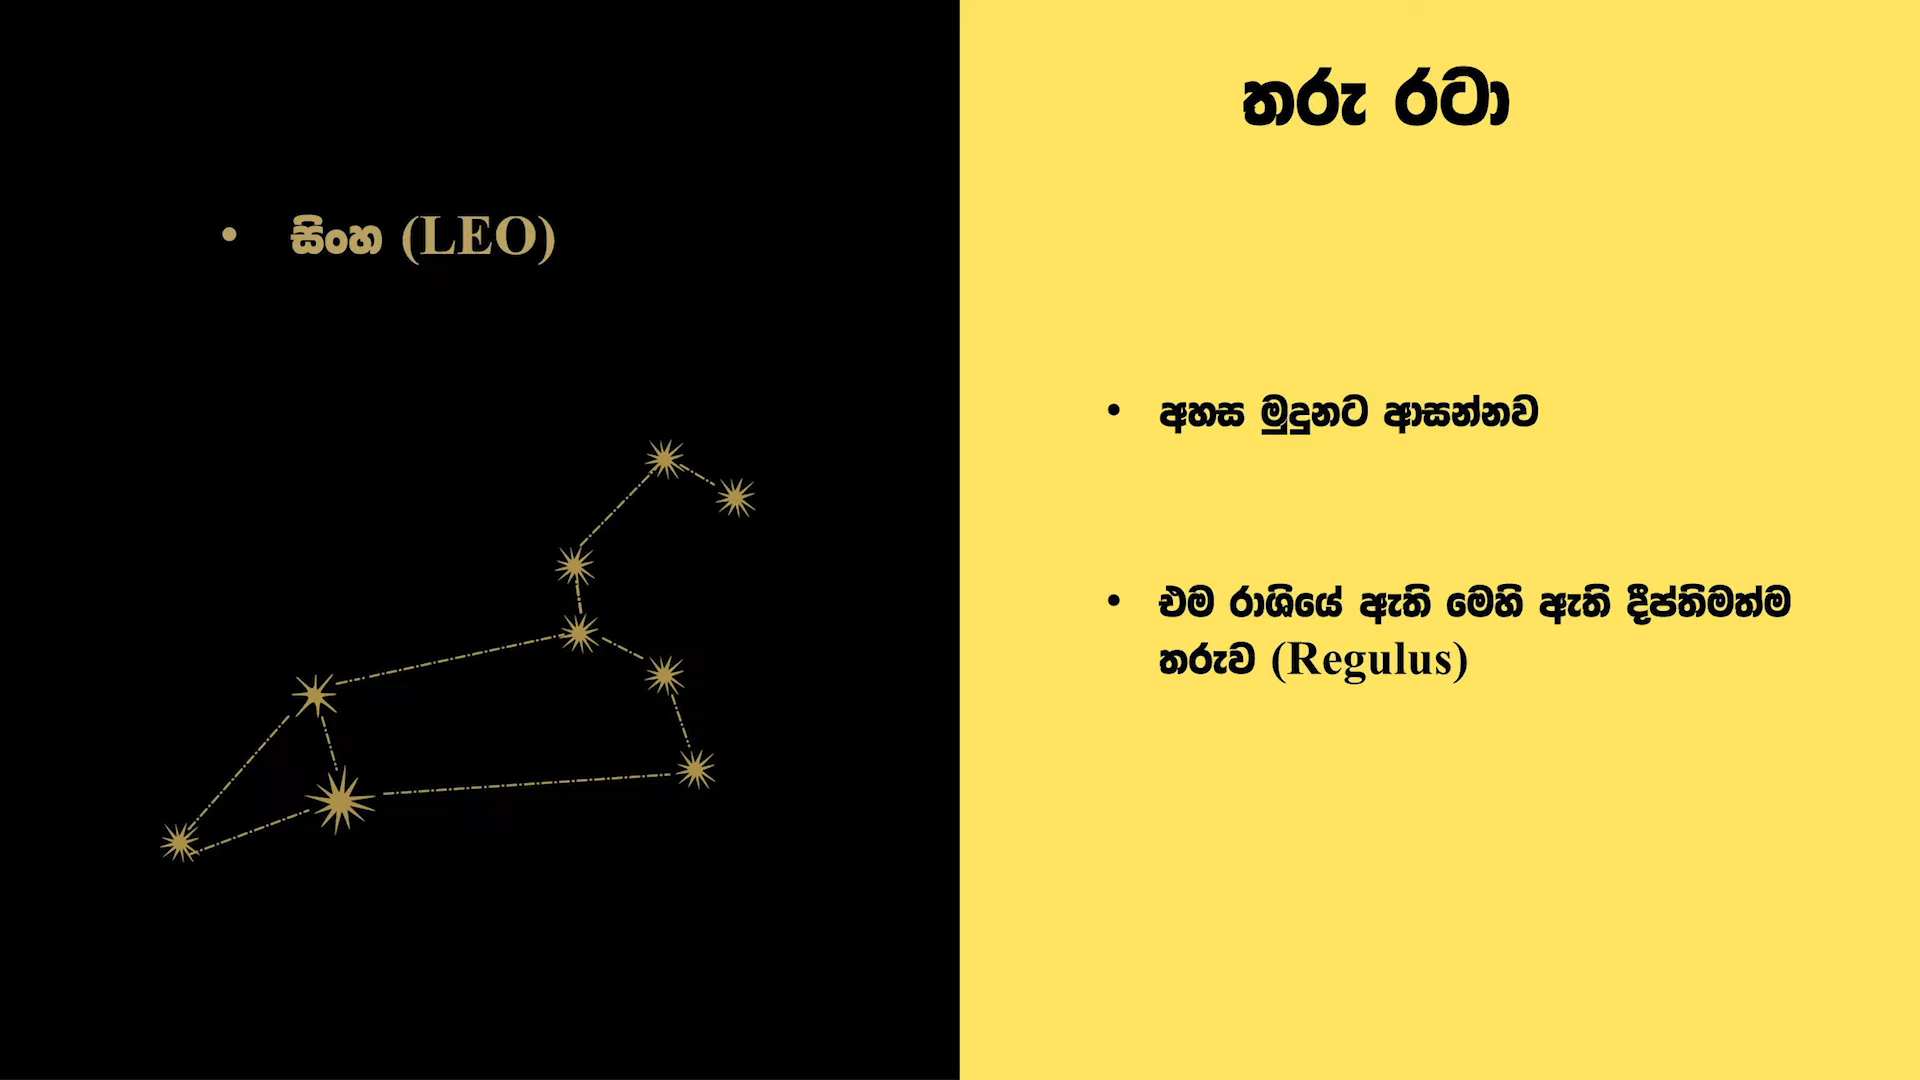 • සිංහ (LEO)
තරු රටා
• අහස මුදුනට ආසන්නව
• එම රාශියේ ඇති මෙහි ඇති දීප්තිමත්ම
තරුව (Regulus)